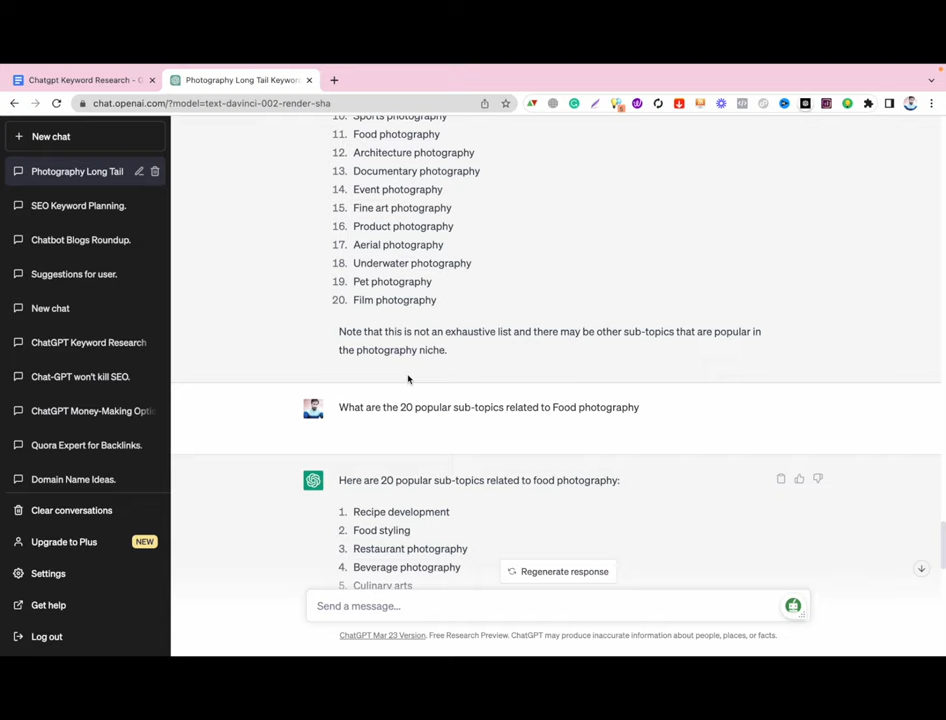 Chatgpt Keyword Research - G
Photography Long Tail Keywor
chat.openai.com/?model=text-davinci-002-render-sha
New chat
Photography Long Tail
SEO Keyword Planning.
Chatbot Blogs Roundup.
Suggestions for user.
New chat
ChatGPT Keyword Research
Chat-GPT won't kill SEO.
ChatGPT Money-Making Optic
Quora Expert for Backlinks.
Domain Name Ideas.
Clear conversations
Upgrade to Plus NEW
Settings
Get help
Log out
10. Sports photography
11. Food photography
12. Architecture photography
13. Documentary photography
14. Event photography
15. Fine art photography
16. Product photography
17. Aerial photography
18. Underwater photography
19. Pet photography
20. Film photography
Note that this is not an exhaustive list and there may be other sub-topics that are popular in
the photography niche.
What are the 20 popular sub-topics related to Food photography
Here are 20 popular sub-topics related to food photography:
1. Recipe development
2. Food styling
3. Restaurant photography
4. Beverage photography
5. Culinary arts
Regenerate response
Send a message...
ChatGPT Mar 23 Version. Free Research Preview. ChatGPT may produce inaccurate information about people, places, or facts.